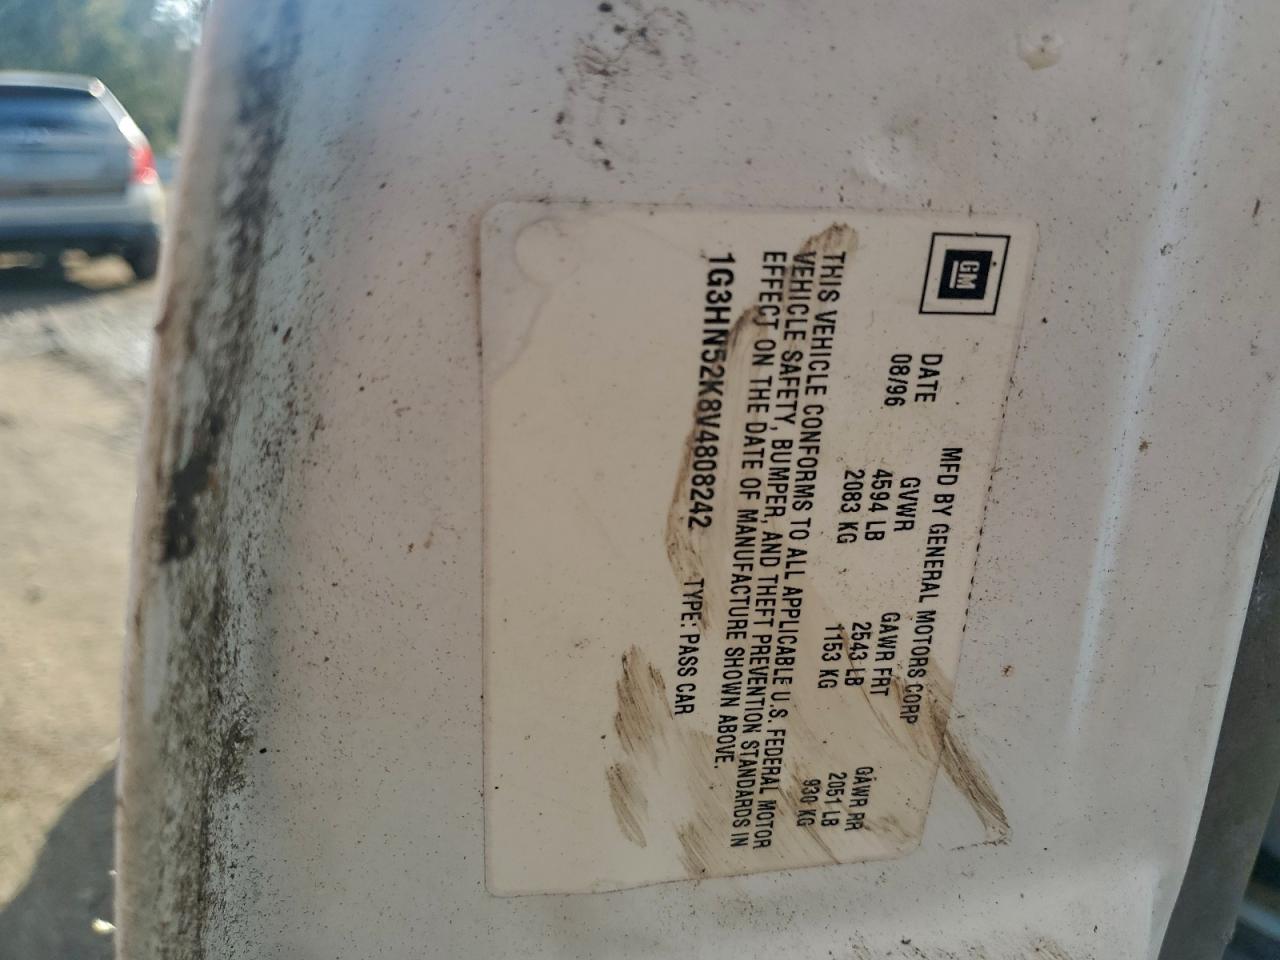 GM
MFD BY GENERAL MOTORS CORP
DATE GVWR GAWR FRT GAWR RR
08/96 4594 LB 2543 LB 2051 LB
2083 KG 1153 KG 930 KG
THIS VEHICLE CONFORMS TO ALL APPLICABLE U.S. FEDERAL MOTOR
VEHICLE SAFETY, BUMPER, AND THEFT PREVENTION STANDARDS IN
EFFECT ON THE DATE OF MANUFACTURE SHOWN ABOVE.
1G3HN52K8V4808242 TYPE: PASS CAR